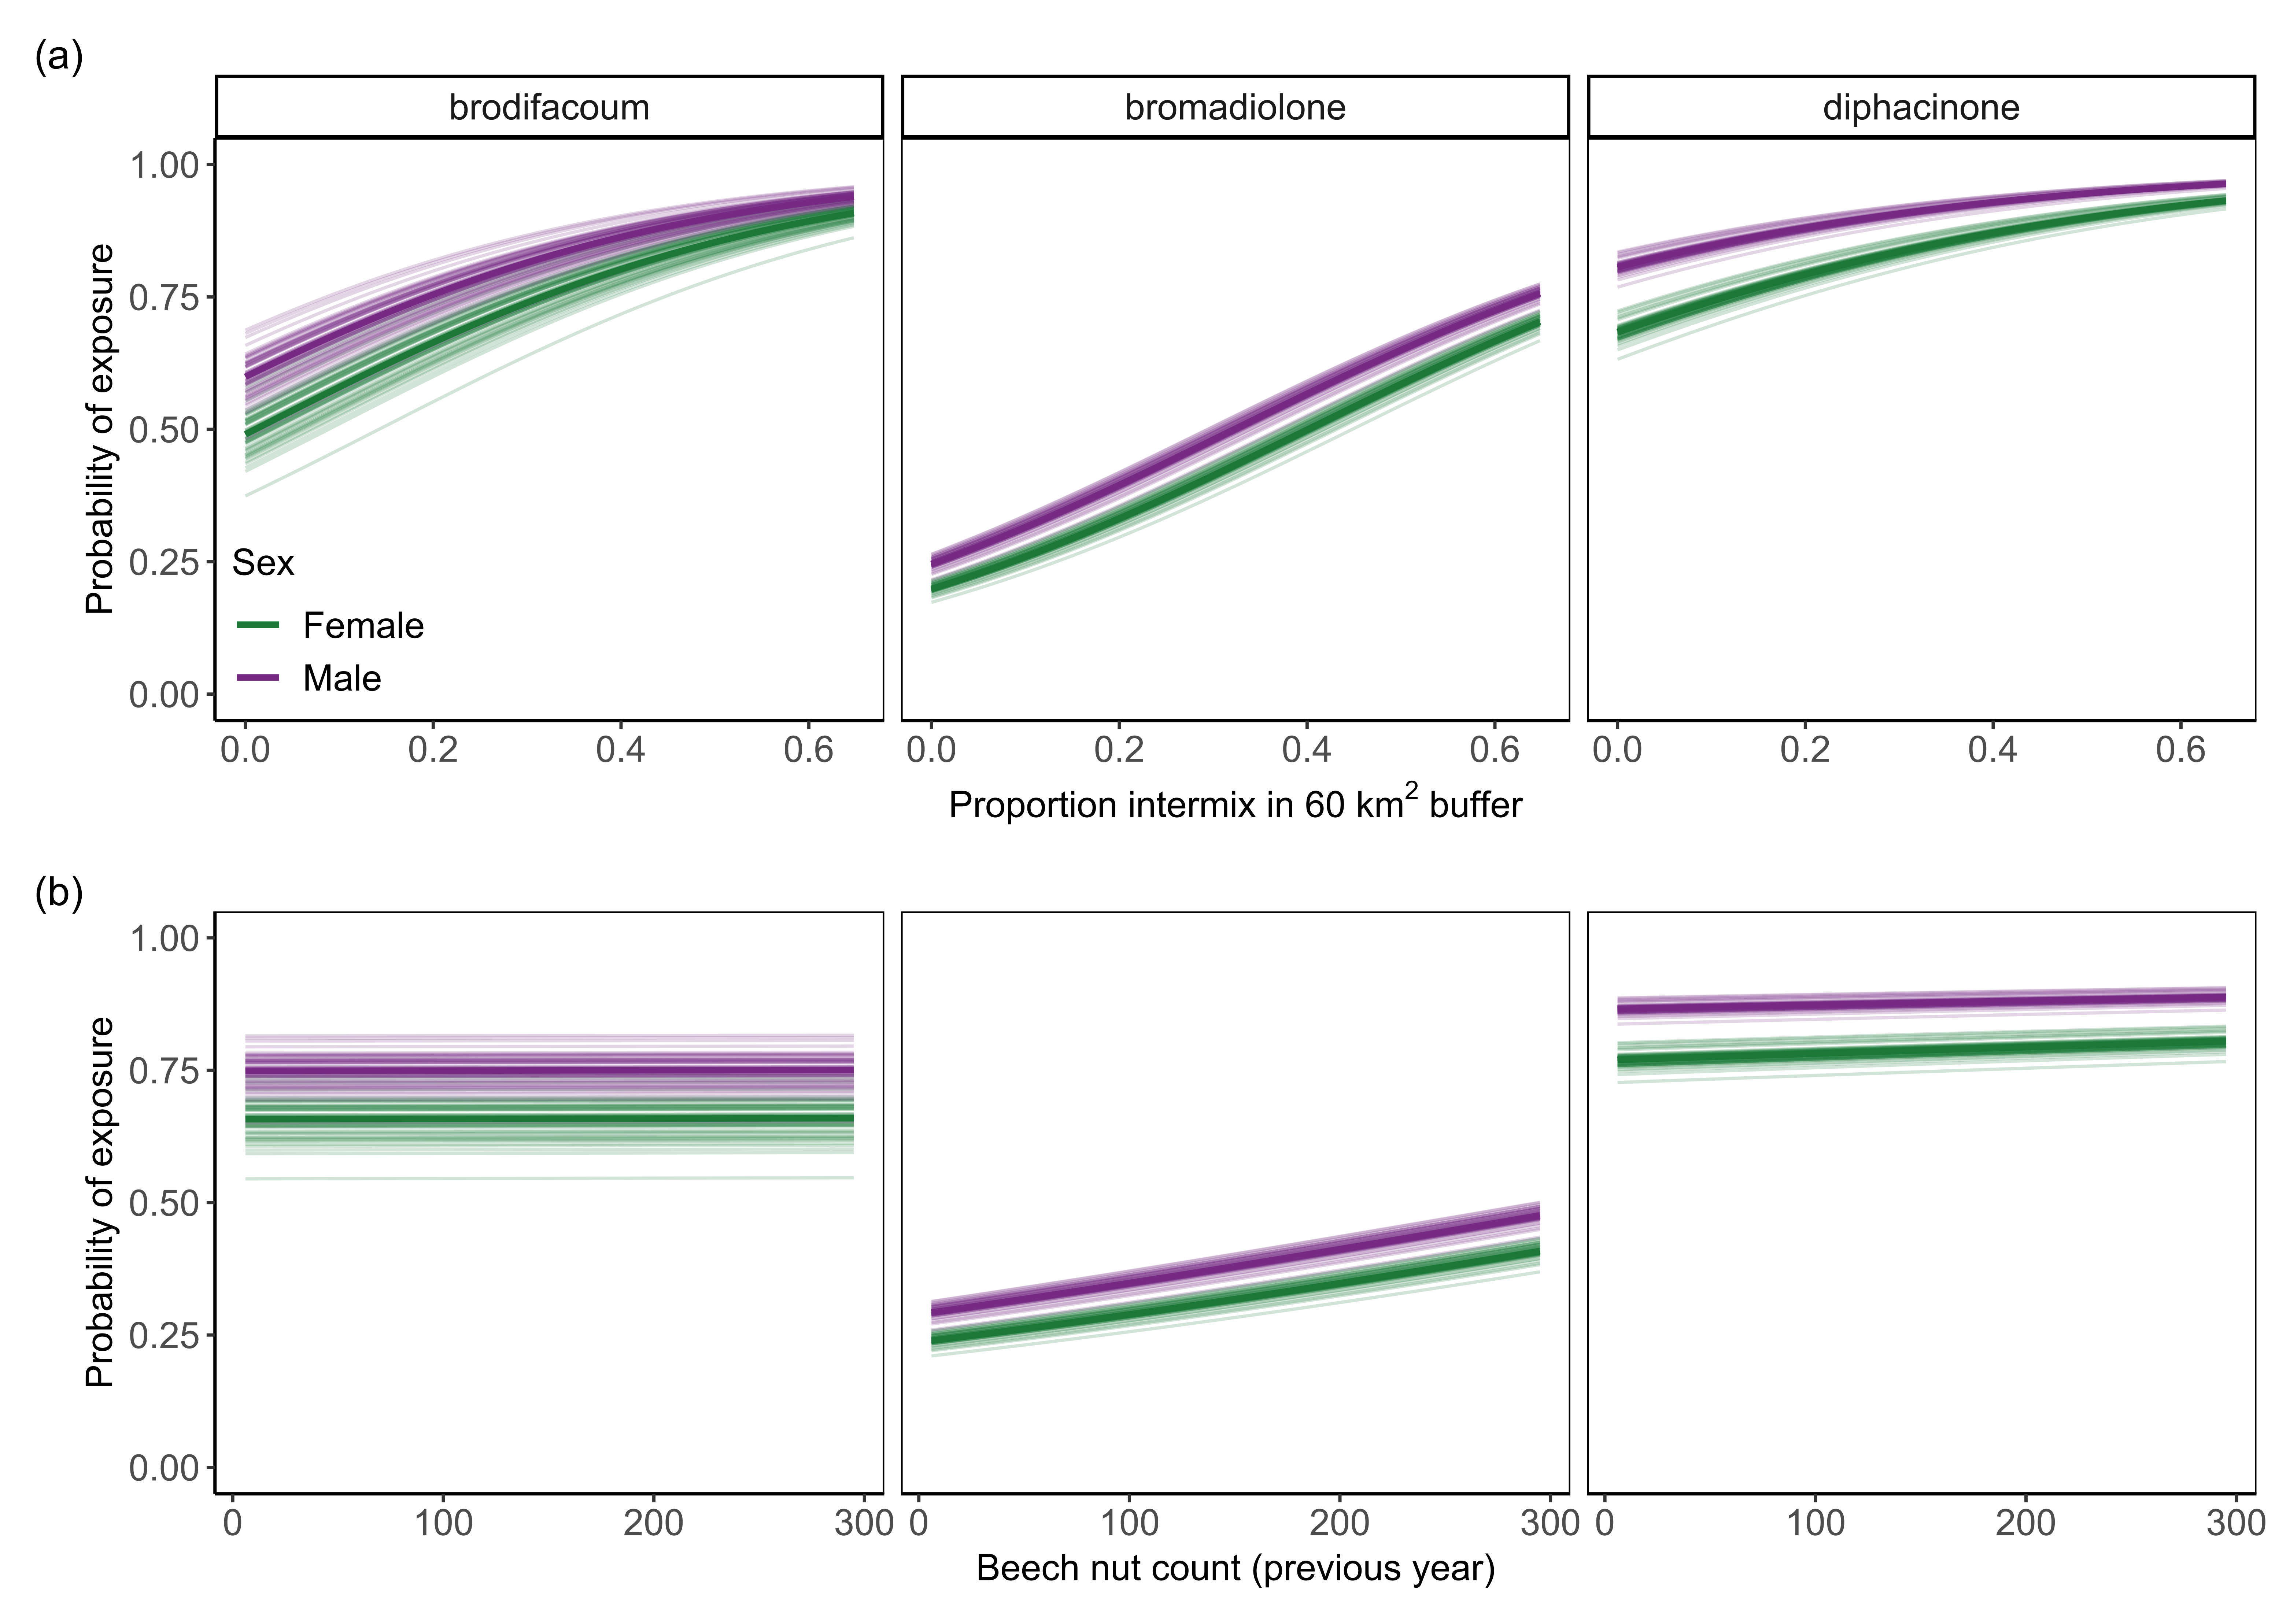 (a)
brodifacoum bromadiolone diphacinone
Probability of exposure
1.00
0.75
0.50
0.25
0.00
Sex
Female
Male
0.0 0.2 0.4 0.6 0.0 0.2 0.4 0.6 0.0 0.2 0.4 0.6
Proportion intermix in 60 km² buffer
(b)
Probability of exposure
1.00
0.75
0.50
0.25
0.00
0 100 200 300 0 100 200 300 0 100 200 300
Beech nut count (previous year)